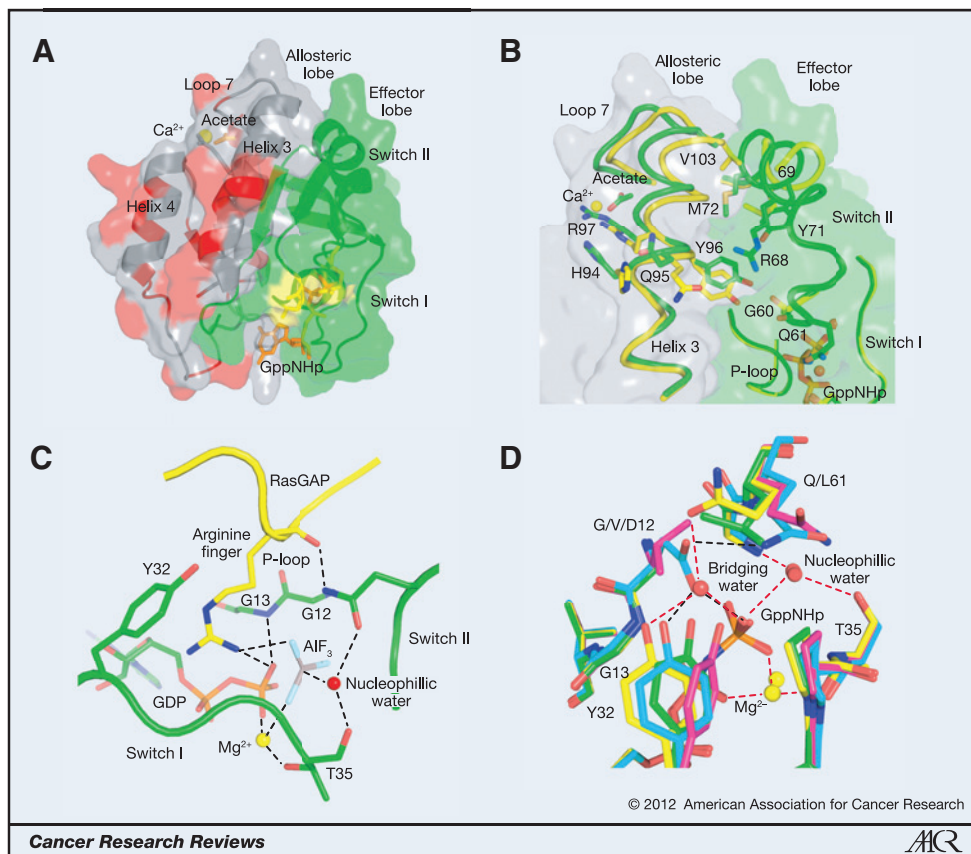 A
Allosteric
lobe
Loop 7
Effector
lobe
Acetate
Ca2+
Helix 3
Switch II
Helix 4
Switch I
GppNHp
B
Allosteric
lobe
Effector
lobe
Loop 7
V103
69
Acetate
M72
Switch II
Ca2+
Y71
R97
Y96
R68
H94
Q95
G60
Q61
Switch I
Helix 3
P-loop
GppNHp
C
RasGAP
Arginine
finger
P-loop
Y32
G13
G12
Switch II
AlF3
Nucleophillic
water
GDP
Switch I
Mg2+
T35
D
Q/L61
G/V/D12
Bridging
water
Nucleophillic
water
GppNHp
T35
G13
Y32
Mg2–
© 2012 American Association for Cancer Research
Cancer Research Reviews
AACR